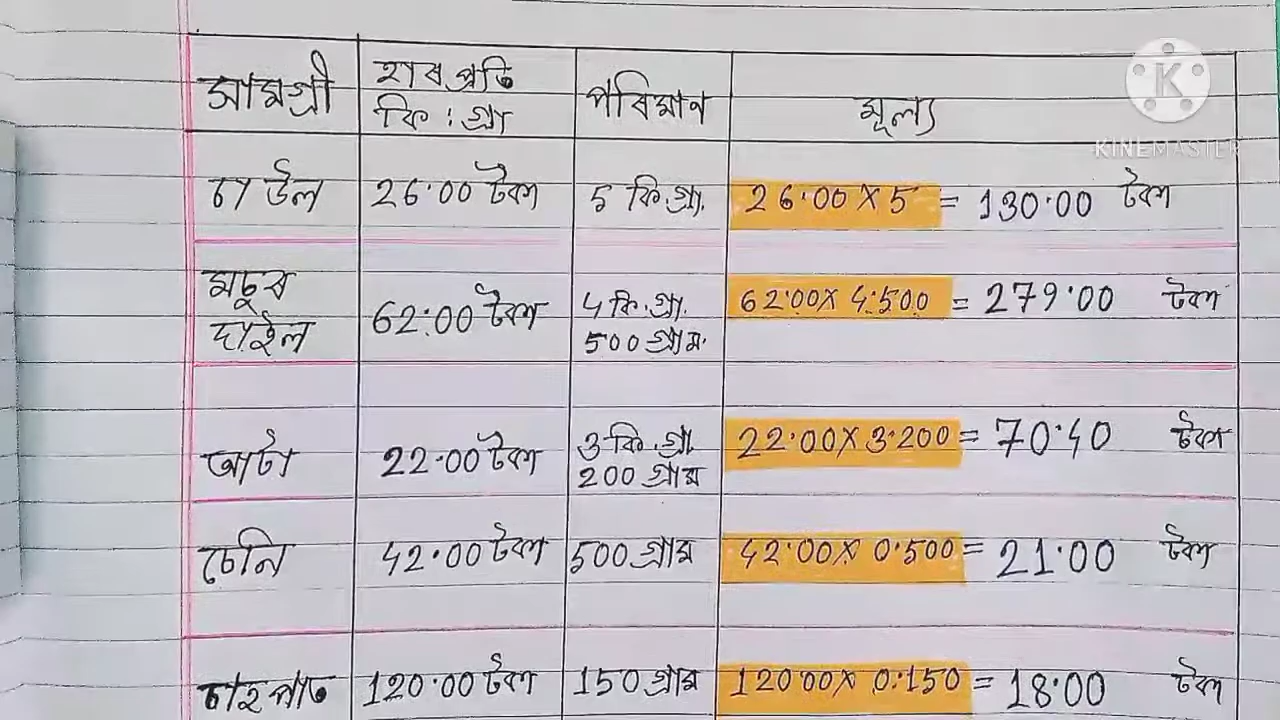 সামগ্ৰী হাৰ প্ৰতি কি:গ্ৰা পৰিমান মূল্য
চাউল 26.00 টকা 5 কি.গ্ৰা. 26.00 X 5 = 130.00 টকা
মচুৰ দাইল 62.00 টকা 4 কি.গ্ৰা. 500 গ্ৰাম. 62.00 X 4.500 = 279.00 টকা
আটা 22.00 টকা 3 কি.গ্ৰা 200 গ্ৰাম 22.00 X 3.200 = 70.40 টকা
চেনি 42.00 টকা 500 গ্ৰাম 42.00 X 0.500 = 21.00 টকা
চাহপাত 120.00 টকা 150 গ্ৰাম 120.00 X 0.150 = 18.00 টকা
K
KINEMASTER